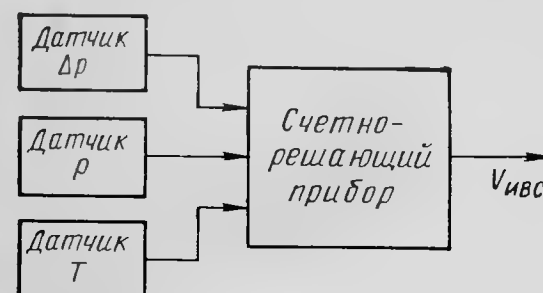 Датчик
Δp
Датчик
p
Датчик
T
Счетно-
решающий
прибор
Vивс